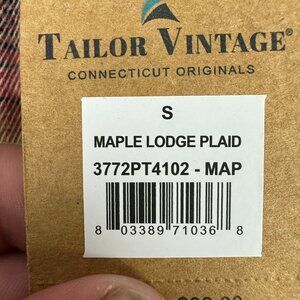 TAILOR VINTAGE®
CONNECTICUT ORIGINALS
S
MAPLE LODGE PLAID
3772PT4102 - MAP
8 03389 71036 8